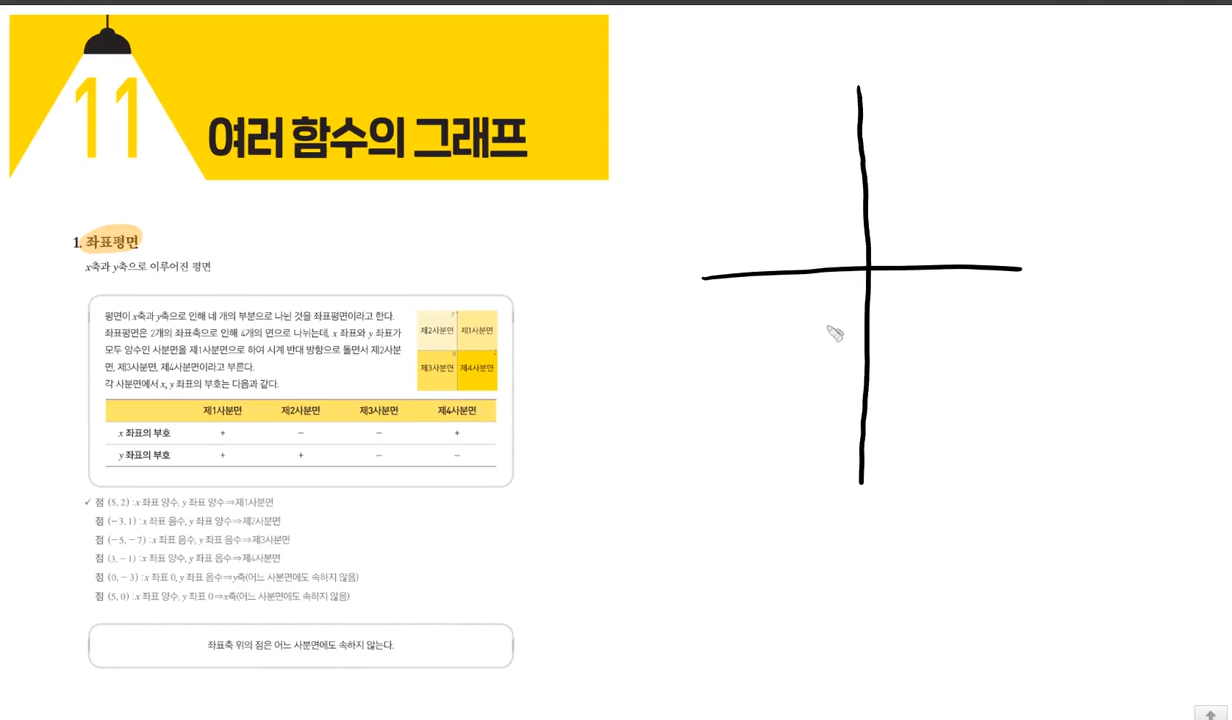 11
여러 함수의 그래프
1. 좌표평면
x축과 y축으로 이루어진 평면
평면이 x축과 y축으로 인해 네 개의 부분으로 나뉜 것을 좌표평면이라고 한다.
좌표평면은 2개의 좌표축으로 인해 4개의 면으로 나뉘는데, x 좌표와 y 좌표가
모두 양수인 사분면을 제1사분면으로 하여 시계 반대 방향으로 돌면서 제2사분
면, 제3사분면, 제4사분면이라고 부른다.
각 사분면에서 x, y 좌표의 부호는 다음과 같다.
제2사분면 제1사분면
제3사분면 제4사분면
제1사분면 제2사분면 제3사분면 제4사분면
x 좌표의 부호 + − − +
y 좌표의 부호 + + − −
✓ 점 (5, 2) : x 좌표 양수, y 좌표 양수⇒제1사분면
점 (−3, 1) : x 좌표 음수, y 좌표 양수⇒제2사분면
점 (−5, −7) : x 좌표 음수, y 좌표 음수⇒제3사분면
점 (3, −1) : x 좌표 양수, y 좌표 음수⇒제4사분면
점 (0, −3) : x 좌표 0, y 좌표 음수⇒y축(어느 사분면에도 속하지 않음)
점 (5, 0) : x 좌표 양수, y 좌표 0⇒x축(어느 사분면에도 속하지 않음)
좌표축 위의 점은 어느 사분면에도 속하지 않는다.